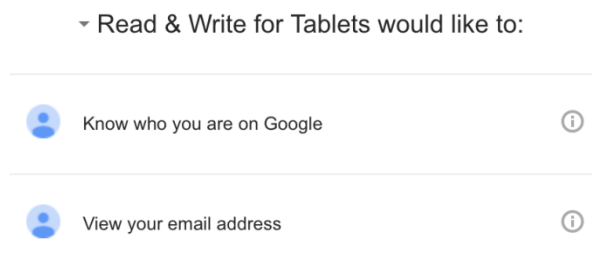 Read & Write for Tablets would like to:
Know who you are on Google
View your email address